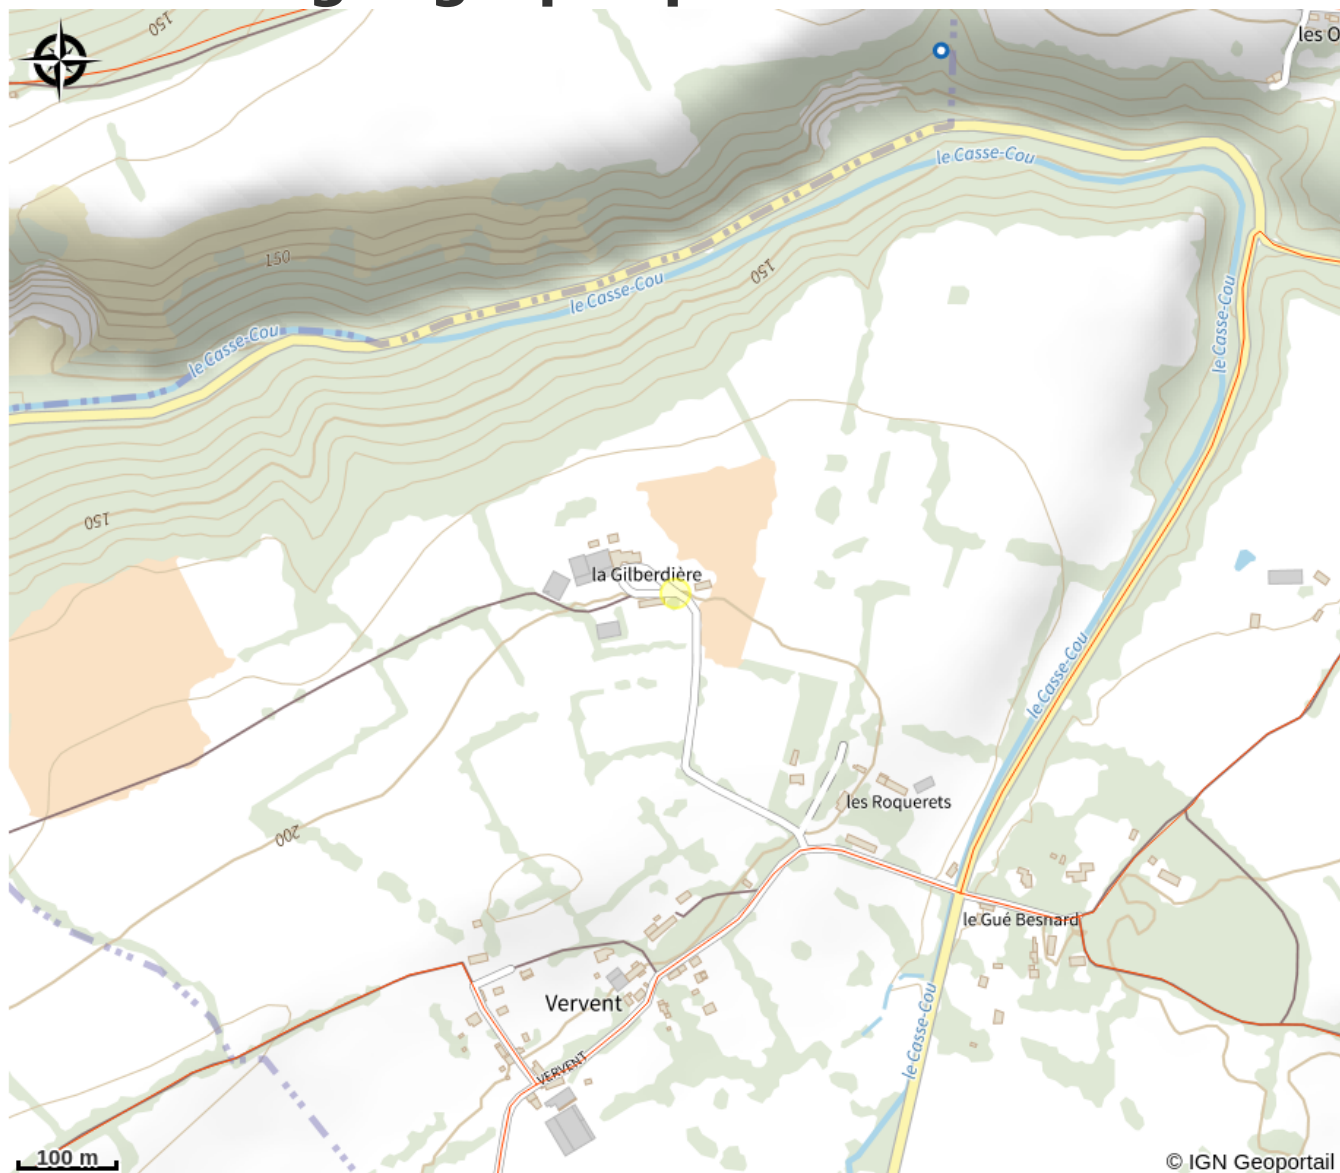 150
les O
le Casse-Cou
150
150
le Casse-Cou
le Casse-Cou
le Casse-Cou
150
la Gilberdière
le Casse-Cou
les Roquerets
200
le Gué Besnard
Vervent
le Casse-Cou
VERVENT
100 m
© IGN Geoportail